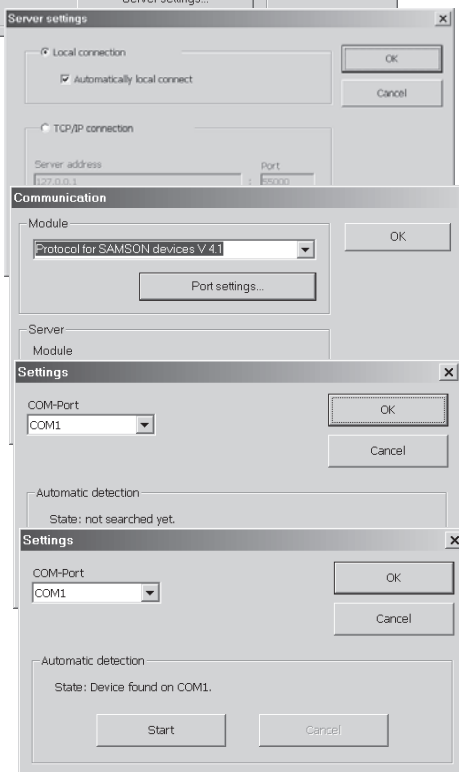 Server settings...
Server settings
Local connection
OK
Automatically local connect
Cancel
TCP/IP connection
Server address
Port
127.0.0.1 : 55000
Communication
Module
OK
Protocol for SAMSON devices V 4.1
Port settings...
Server
Module
Settings
COM-Port
OK
COM1
Cancel
Automatic detection
State: not searched yet.
Settings
COM-Port
OK
COM1
Cancel
Automatic detection
State: Device found on COM1.
Start Cancel